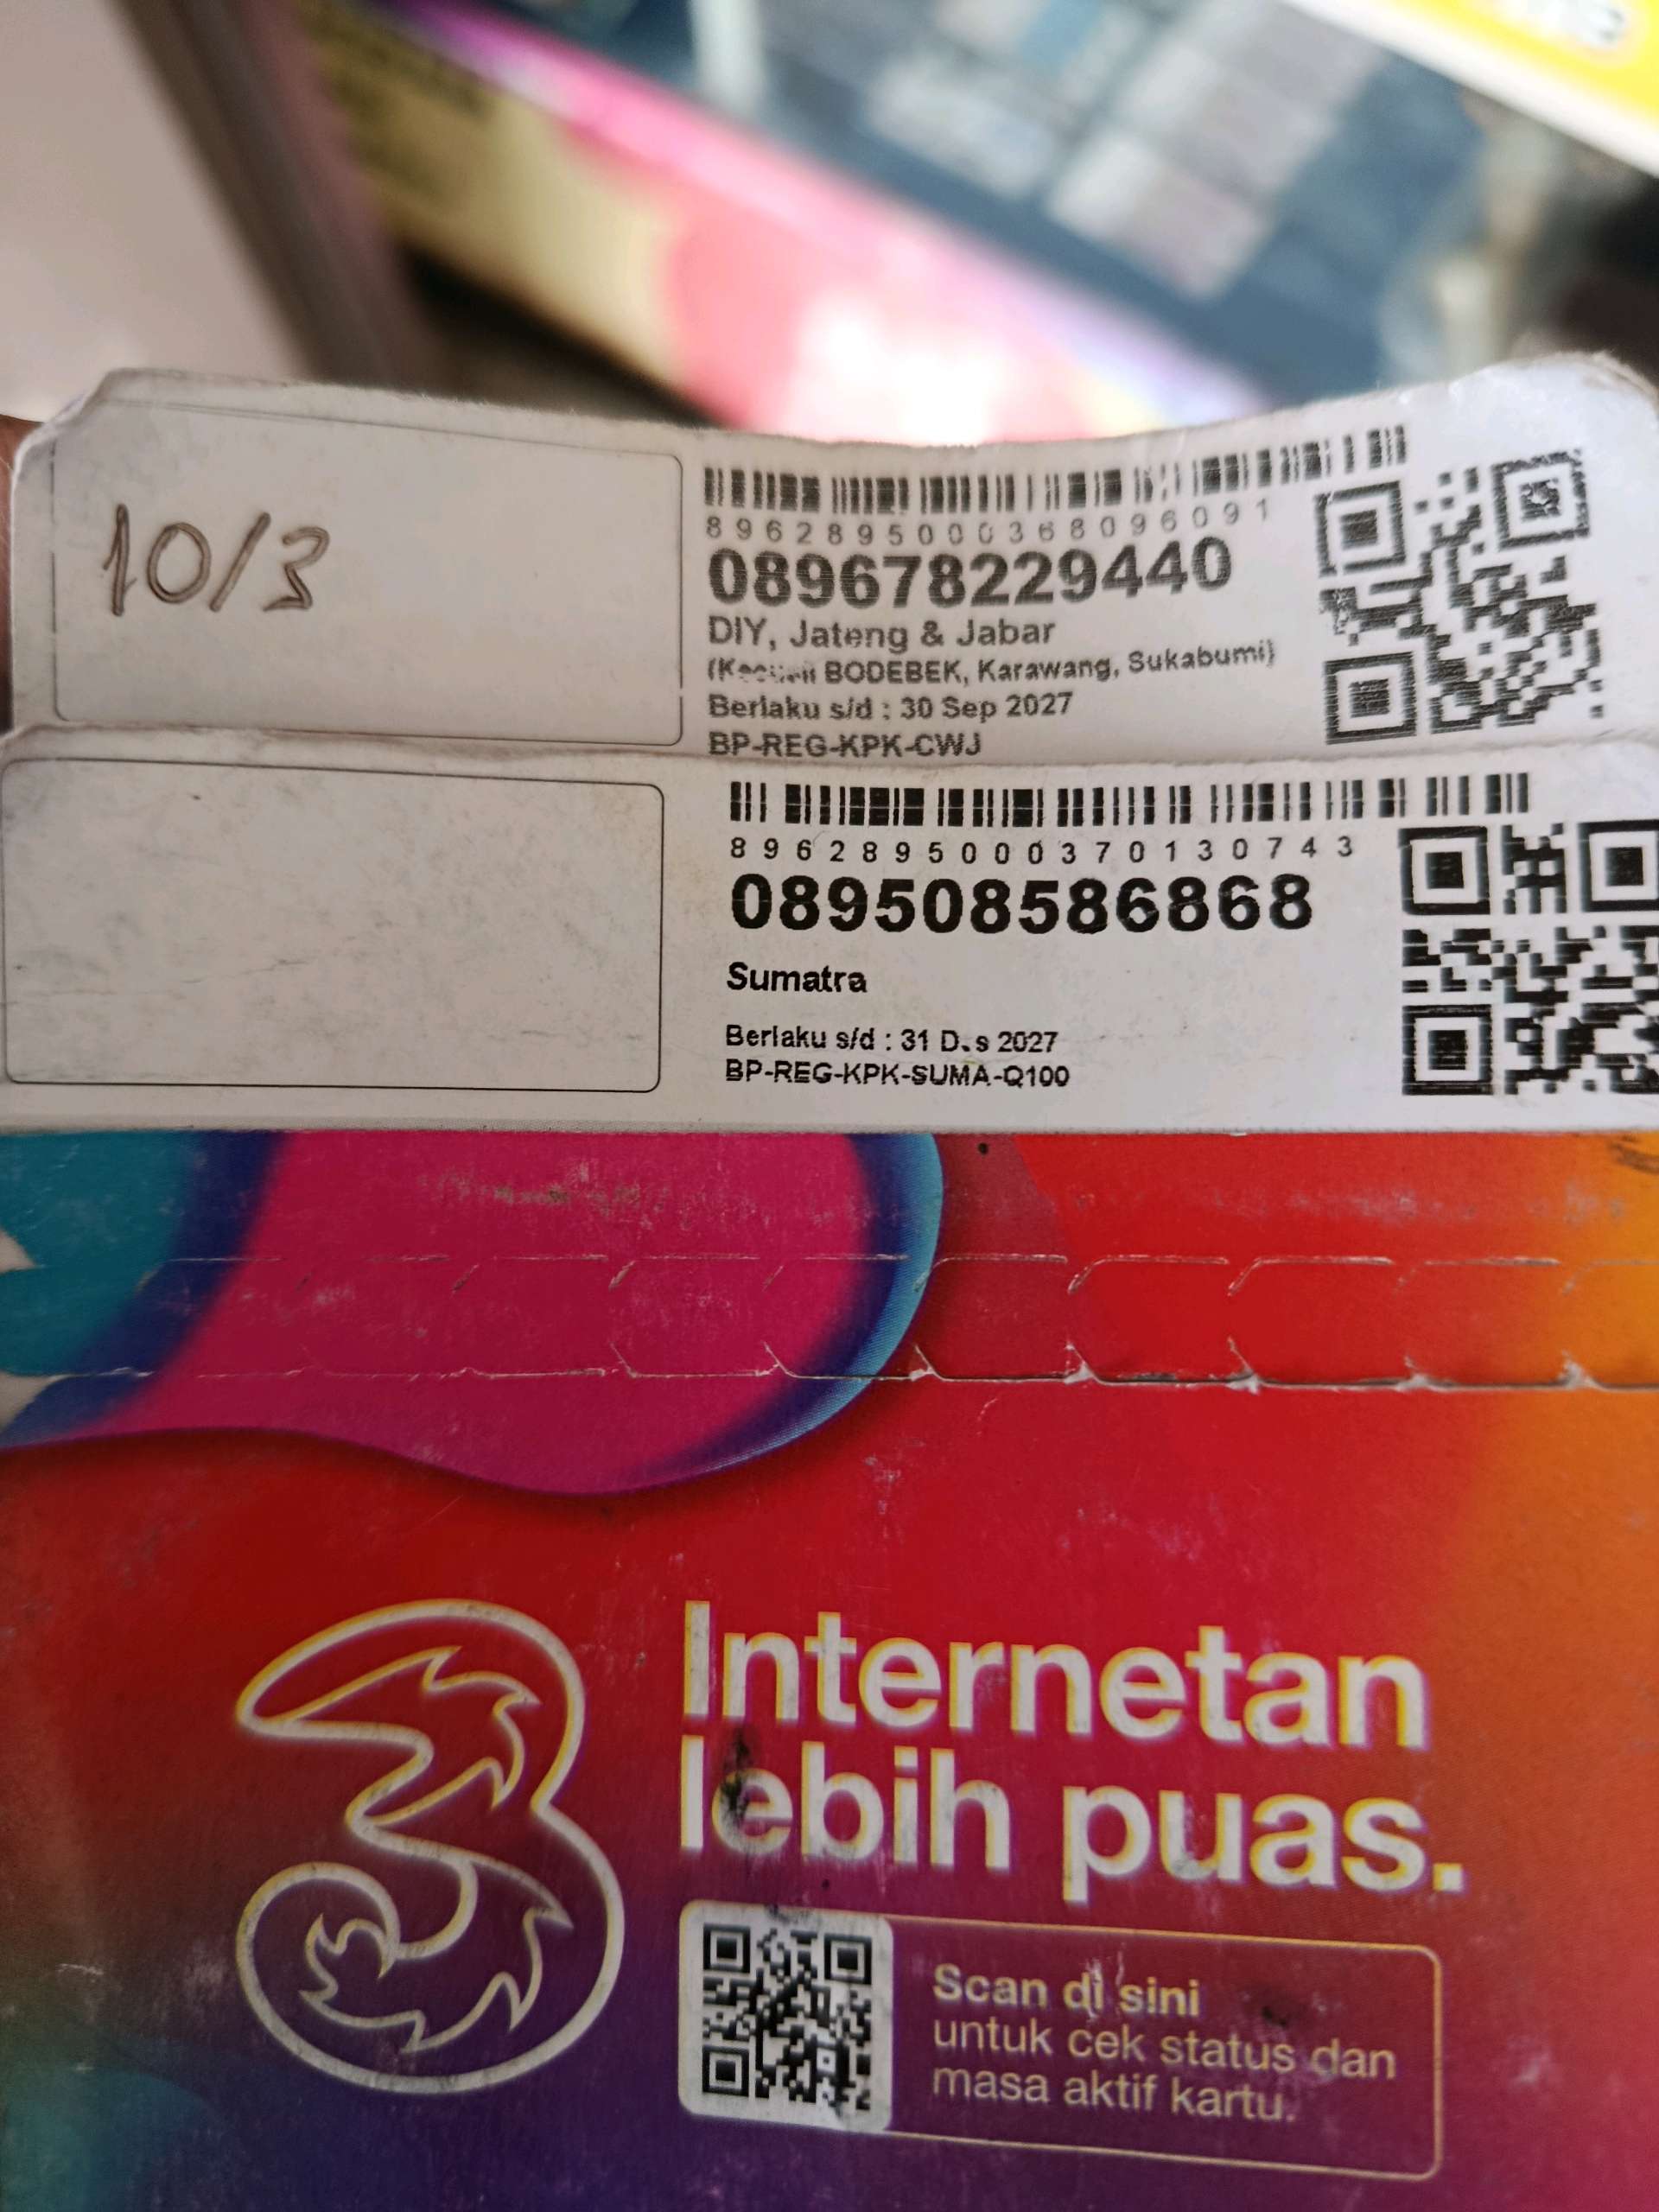 10/3
8962895000368096091
089678229440
DIY, Jateng & Jabar
BODEBEK, Karawang, Sukabumi)
Berlaku s/d : 30 Sep 2027
BP-REG-KPK-CWJ
8962895000370130743
089508586868
Sumatra
Berlaku s/d : 31 D.s 2027
BP-REG-KPK-SUMA-Q100
3
Internetan
lebih puas.
Scan di sini
untuk cek status dan
masa aktif kartu.